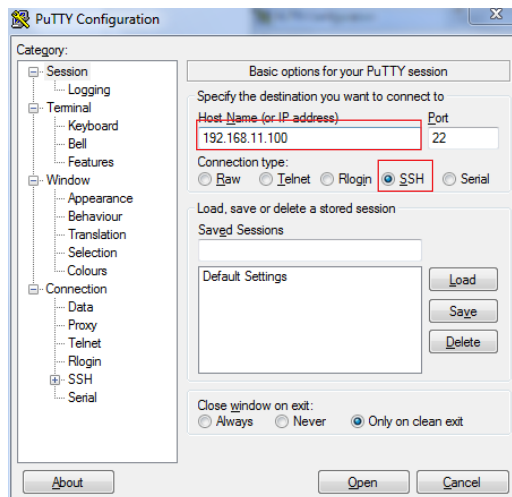 PuTTY Configuration
Category:
Session
Logging
Terminal
Keyboard
Bell
Features
Window
Appearance
Behaviour
Translation
Selection
Colours
Connection
Data
Proxy
Telnet
Rlogin
SSH
Serial
Basic options for your PuTTY session
Specify the destination you want to connect to
Host Name (or IP address) Port
192.168.11.100 22
Connection type:
Raw Telnet Rlogin SSH Serial
Load, save or delete a stored session
Saved Sessions
Default Settings
Load
Save
Delete
Close window on exit:
Always Never Only on clean exit
About Open Cancel